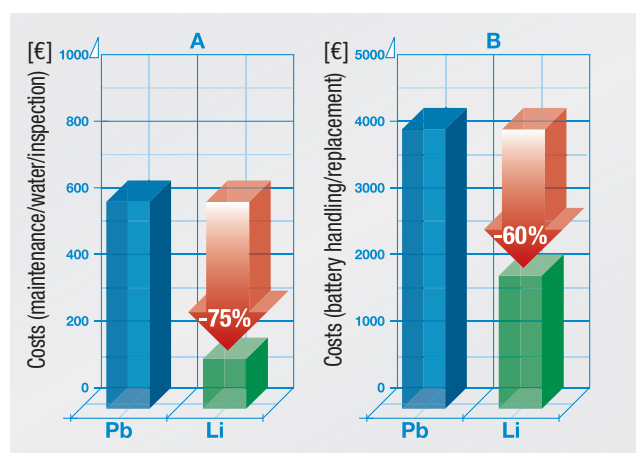 [€]
A
1000
800
600
400
200
0
Costs (maintenance/water/inspection)
-75%
Pb
Li
[€]
B
5000
4000
3000
2000
1000
0
Costs (battery handling/replacement)
-60%
Pb
Li